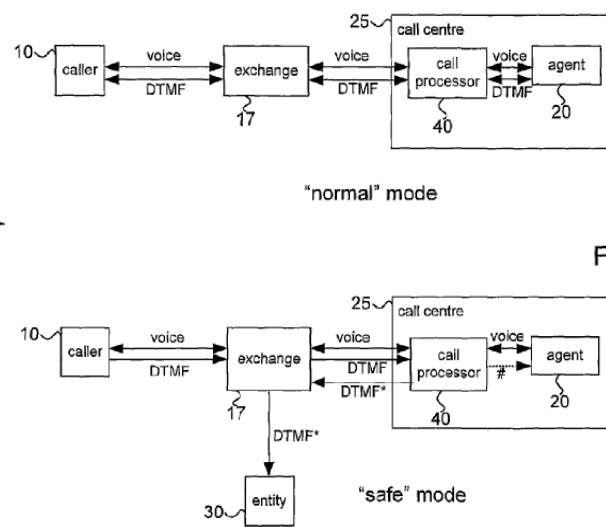 25
call centre
10
voice
voice
call
processor
voice
caller
exchange
agent
DTMF
DTMF
DTMF
17
40
20
"normal" mode
F
25
call centre
10
voice
voice
voice
caller
exchange
call
processor
agent
DTMF
DTMF
#
DTMF*
17
40
20
DTMF*
30
entity
"safe" mode